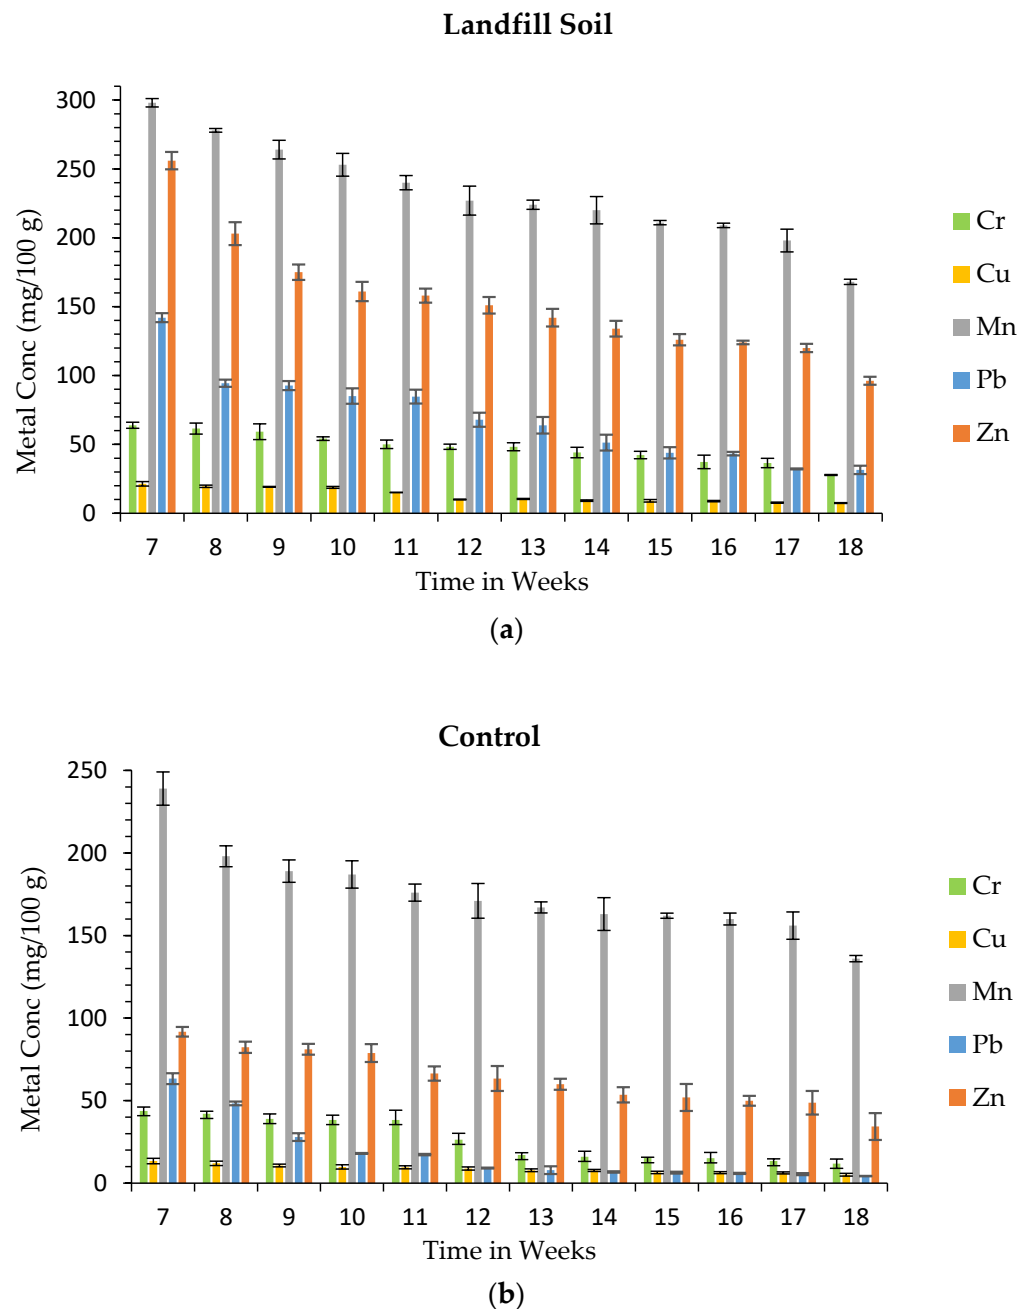 Landfill Soil
Metal Conc (mg/100 g)
300
250
200
150
100
50
0
7 8 9 10 11 12 13 14 15 16 17 18
Time in Weeks
Cr
Cu
Mn
Pb
Zn
(a)
Control
Metal Conc (mg/100 g)
250
200
150
100
50
0
7 8 9 10 11 12 13 14 15 16 17 18
Time in Weeks
Cr
Cu
Mn
Pb
Zn
(b)